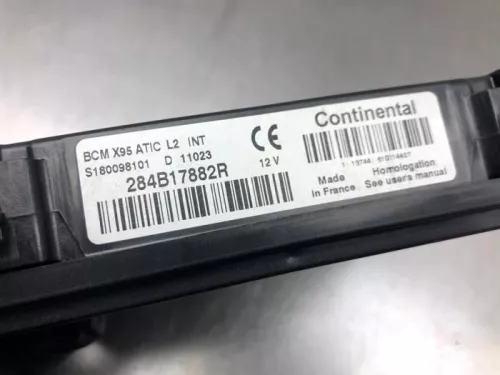 BCM X95 ATIC L2 INT
S180098101 D 11023
284B17882R
CE
12 V
Continental
Made in France
Homologation
See users manual